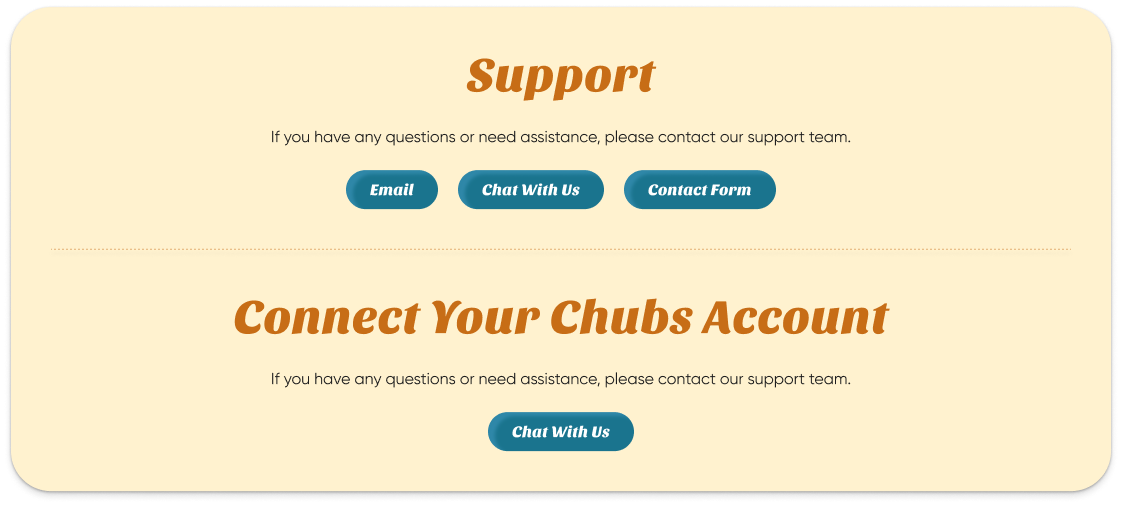 Support
If you have any questions or need assistance, please contact our support team.
Email
Chat With Us
Contact Form
Connect Your Chubs Account
If you have any questions or need assistance, please contact our support team.
Chat With Us